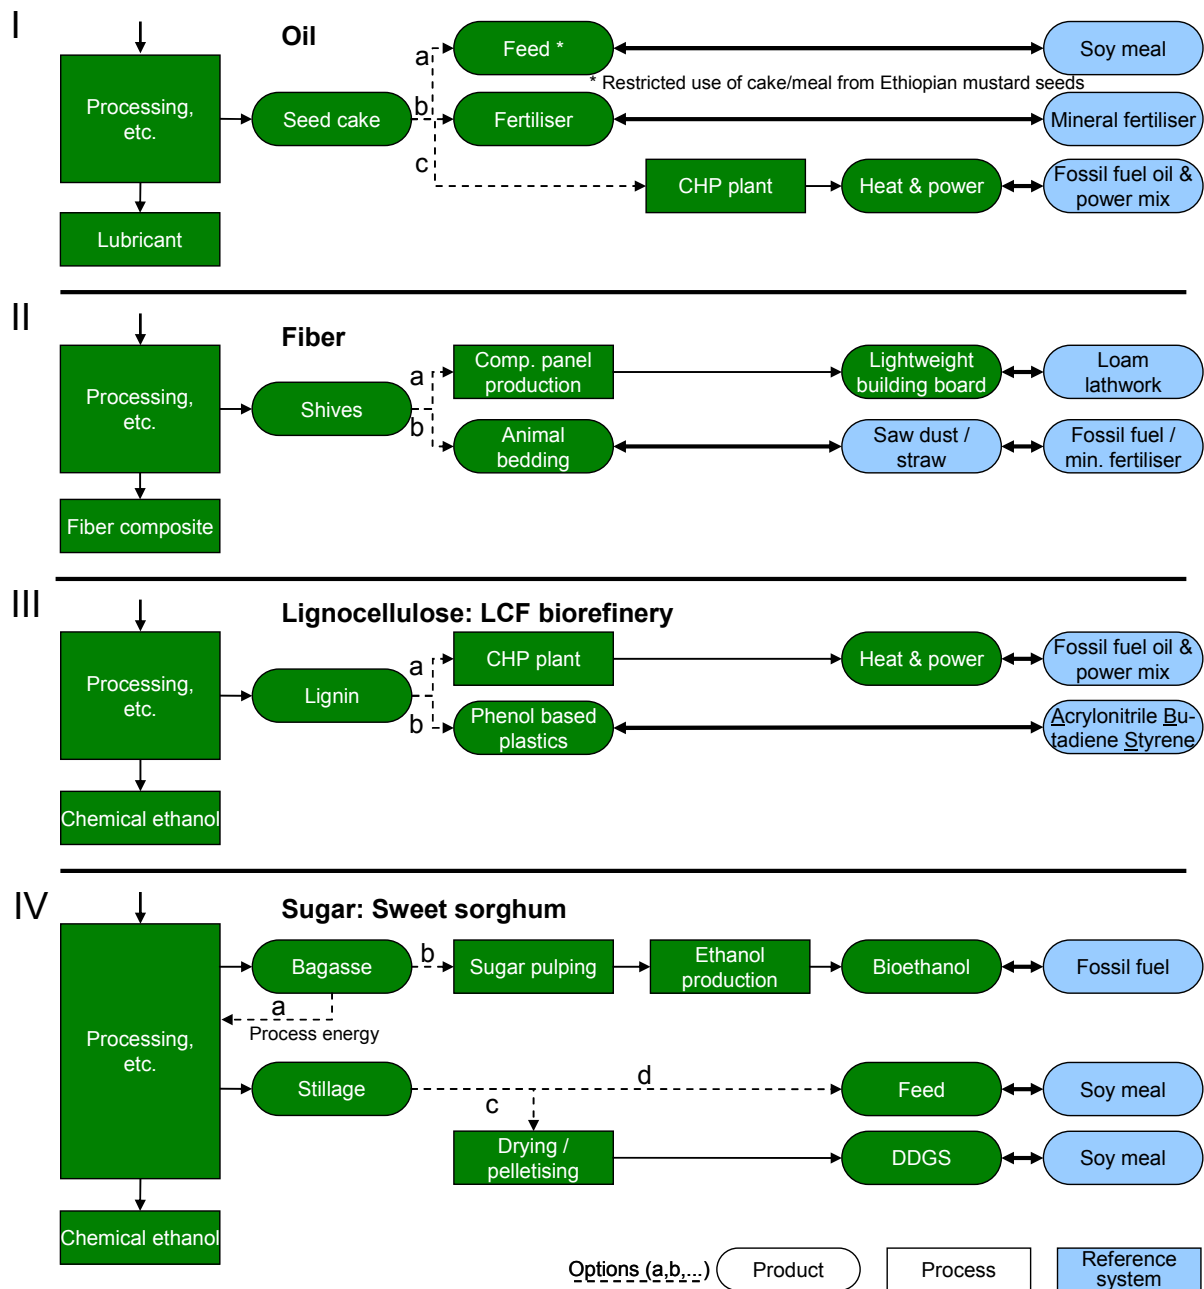 I
Oil
Processing,
etc.
Lubricant
Seed cake
a
b
c
Feed *
Soy meal
* Restricted use of cake/meal from Ethiopian mustard seeds
Fertiliser
Mineral fertiliser
CHP plant
Heat & power
Fossil fuel oil &
power mix
II
Fiber
Processing,
etc.
Fiber composite
Shives
a
b
Comp. panel
production
Lightweight
building board
Loam
lathwork
Animal
bedding
Saw dust /
straw
Fossil fuel /
min. fertiliser
III
Lignocellulose: LCF biorefinery
Processing,
etc.
Chemical ethanol
Lignin
a
b
CHP plant
Heat & power
Fossil fuel oil &
power mix
Phenol based
plastics
Acrylonitrile Bu-
tadiene Styrene
IV
Sugar: Sweet sorghum
Processing,
etc.
Chemical ethanol
Bagasse
b
Sugar pulping
Ethanol
production
Bioethanol
Fossil fuel
a
Process energy
Stillage
d
Feed
Soy meal
c
Drying /
pelletising
DDGS
Soy meal
Options (a,b,...)
Product
Process
Reference
system